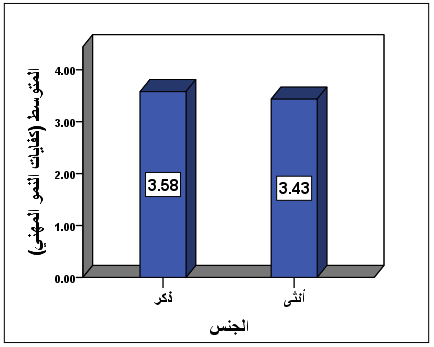 المتوسط (كفايات النمو المهني)
4.00
3.00
2.00
1.00
0.00
3.58
3.43
ذكر
أنثى
الجنس